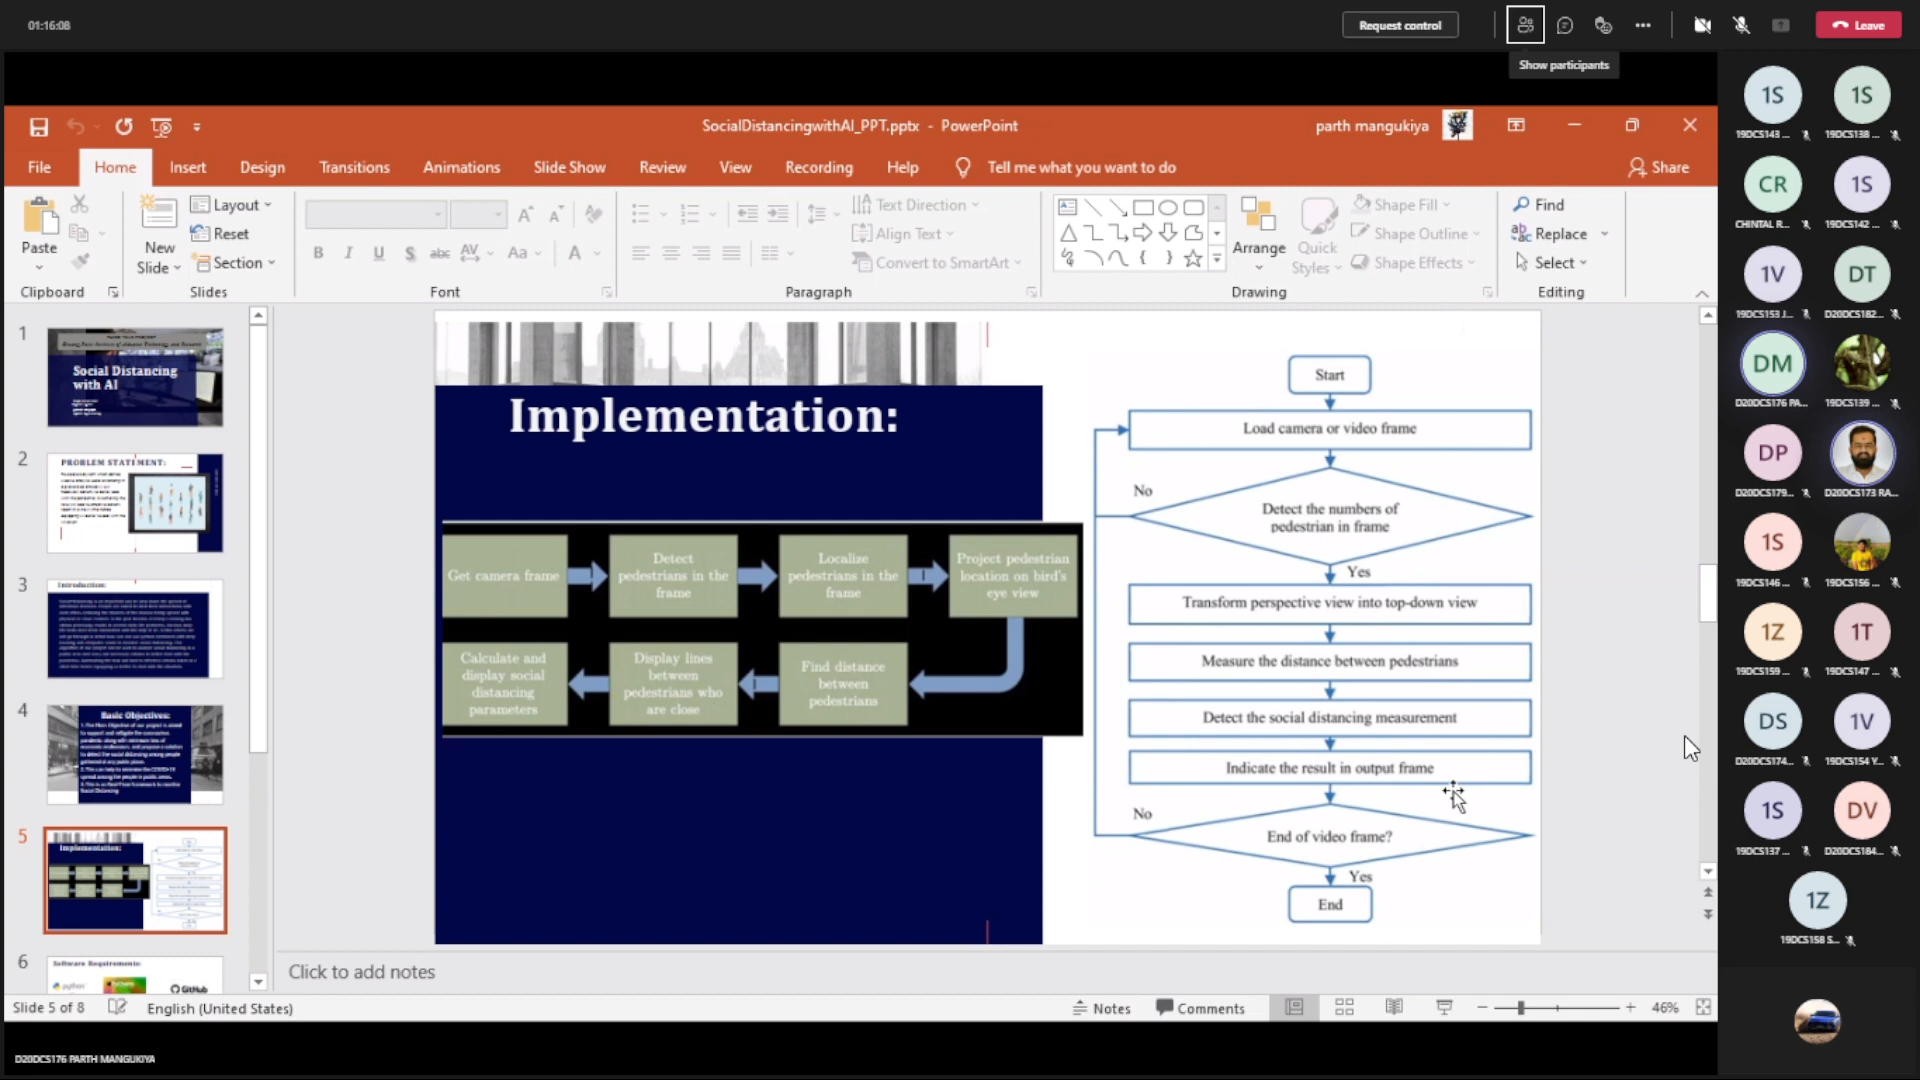 01:16:08
Request control
Leave
Show participants
SocialDistancingwithAI_PPT.pptx - PowerPoint
parth mangukiya
File
Home
Insert
Design
Transitions
Animations
Slide Show
Review
View
Recording
Help
Tell me what you want to do
Share
Paste
New
Slide
Layout
Reset
Section
B I U S abc AV Aa A
Text Direction
Align Text
Convert to SmartArt
Arrange
Quick
Styles
Shape Fill
Shape Outline
Shape Effects
Find
Replace
Select
Clipboard
Slides
Font
Paragraph
Drawing
Editing
1
Social Distancing
with AI
2
PROBLEM STATEMENT:
3
Introduction:
4
Basic Objectives:
5
Implementation:
6
Software Requirements:
python
GitHub
Implementation:
Get camera frame
Detect
pedestrians in the
frame
Localize
pedestrians in the
frame
Project pedestrian
location on bird's
eye view
Calculate and
display social
distancing
parameters
Display lines
between
pedestrians who
are close
Find distance
between
pedestrians
Start
Load camera or video frame
No
Detect the numbers of
pedestrian in frame
Yes
Transform perspective view into top-down view
Measure the distance between pedestrians
Detect the social distancing measurement
Indicate the result in output frame
No
End of video frame?
Yes
End
Click to add notes
Slide 5 of 8
English (United States)
Notes
Comments
46%
D20DCS176 PARTH MANGUKIYA
1S
19DCS143 ...
1S
19DCS138 ...
CR
CHINTAL R...
1S
19DCS142 ...
1V
19DCS153 J...
DT
D20DCS182...
DM
D20DCS176 PA...
19DCS139 ...
DP
D20DCS179...
D20DCS173 RA...
1S
19DCS146 ...
19DCS156 ...
1Z
19DCS159 ...
1T
19DCS147 ...
DS
D20DCS174...
1V
19DCS154 Y...
1S
19DCS137 ...
DV
D20DCS184...
1Z
19DCS158 S...